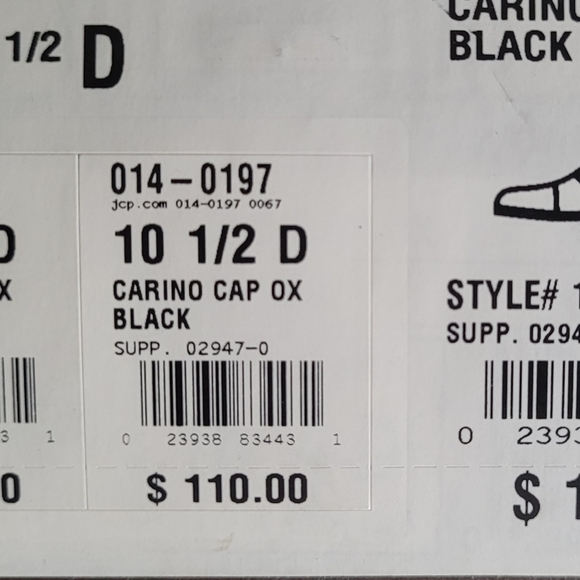 1/2 D
CARINO
BLACK
014-0197
jcp.com 014-0197 0067
10 1/2 D
CARINO CAP OX
BLACK
SUPP. 02947-0
0 23938 83443 1
$ 110.00
D
X
3 1
0
STYLE# 1
SUPP. 0294
0 2393
$ 1